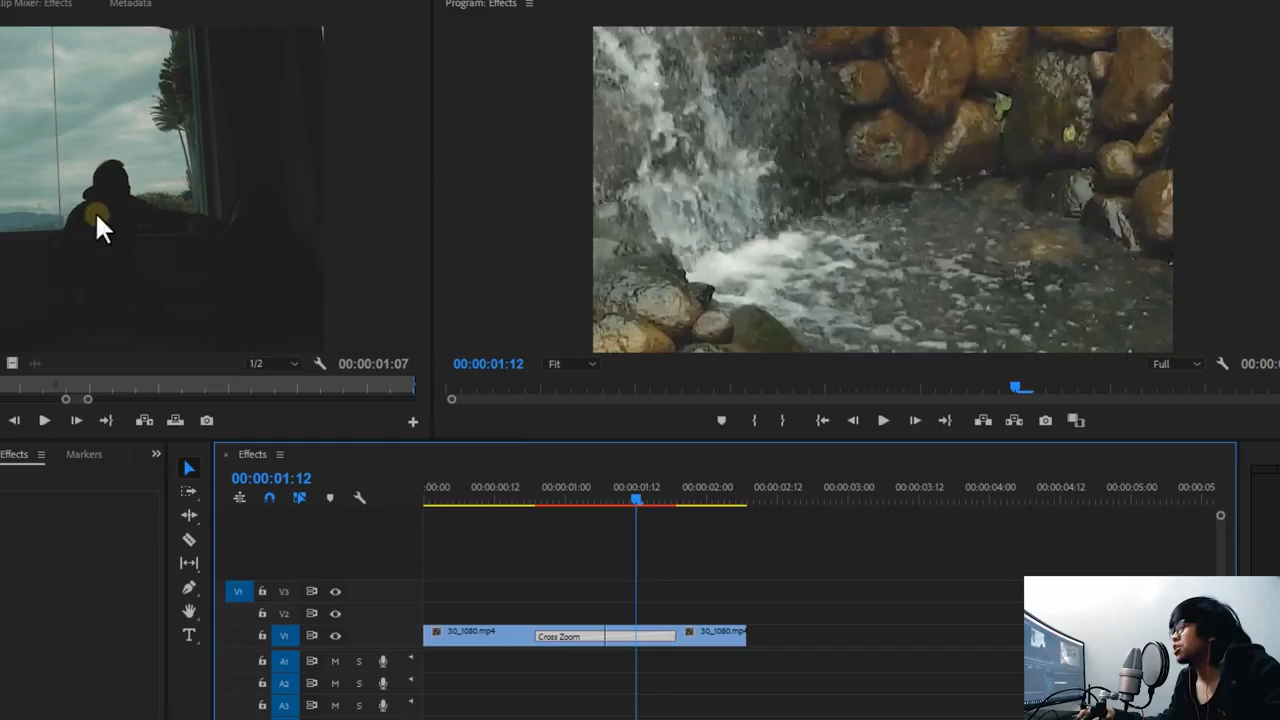 lip Mixer: Effects
Metadata
Program: Effects
1/2
00:00:01:07
00:00:01:12
Fit
Full
00:00:0
Effects
Markers
Effects
00:00:01:12
:00:00
00:00:00:12
00:00:01:00
00:00:01:12
00:00:02:00
00:00:02:12
00:00:03:00
00:00:03:12
00:00:04:00
00:00:04:12
00:00:05:00
00:00:05
V1
V3
V2
V1
30_1080.mp4
Cross Zoom
30_1080.mp4
A1
M
S
A2
M
S
A3
M
S